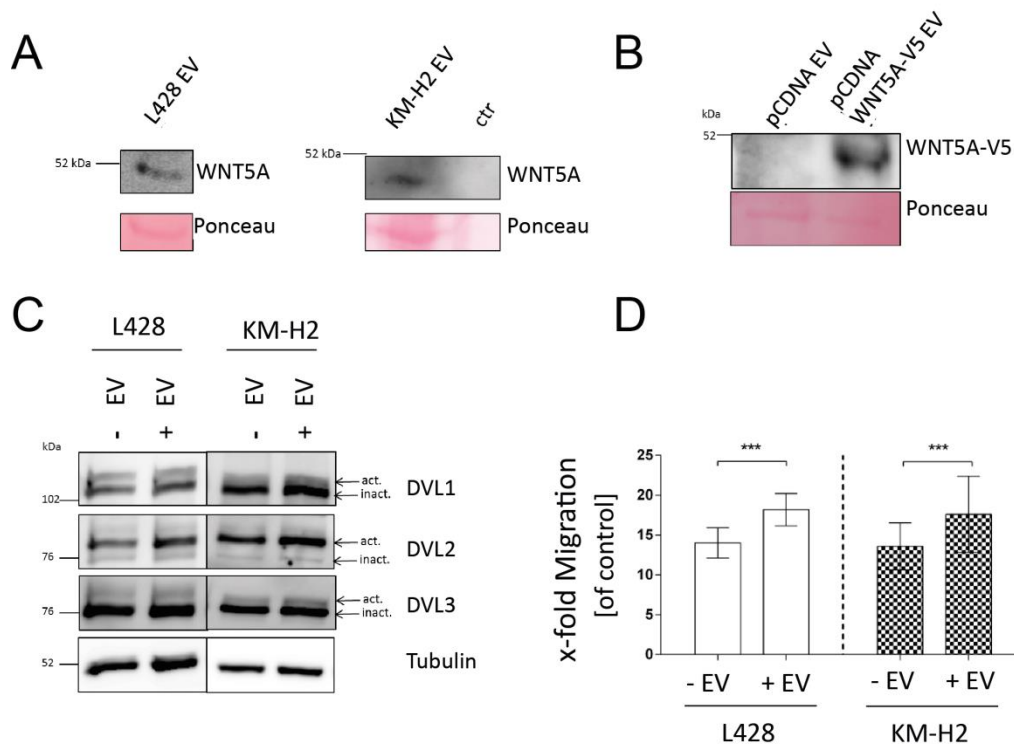 A
L428 EV
52 kDa
WNT5A
Ponceau
KM-H2 EV
ctr
52 kDa
WNT5A
Ponceau
B
pCDNA EV
pCDNA
WNT5A-V5 EV
kDa
52
WNT5A-V5
Ponceau
C
L428
KM-H2
EV
EV
EV
EV
-
+
-
+
kDa
102
act.
inact.
DVL1
76
act.
inact.
DVL2
76
act.
inact.
DVL3
52
Tubulin
D
x-fold Migration
[of control]
25
20
15
10
5
0
***
***
- EV
+ EV
- EV
+ EV
L428
KM-H2